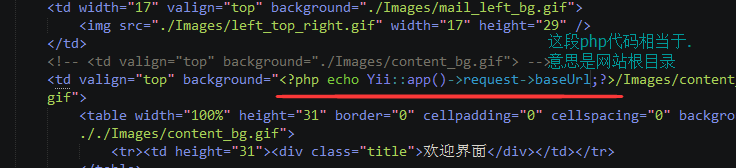 <td width="17" valign="top" background="./Images/mail_left_bg.gif">
<img src="./Images/left_top_right.gif" width="17" height="29" />
</td>
这段php代码相当于.
意思是网站根目录
<!-- <td valign="top" background="./Images/content_bg.gif"> -->
<td valign="top" background="<?php echo Yii::app()->request->baseUrl;?>/Images/content_
gif">
<table width="100%" height="31" border="0" cellpadding="0" cellspacing="0" backgro
././Images/content_bg.gif">
<tr><td height="31"><div class="title">欢迎界面</div></td></tr>
</table>